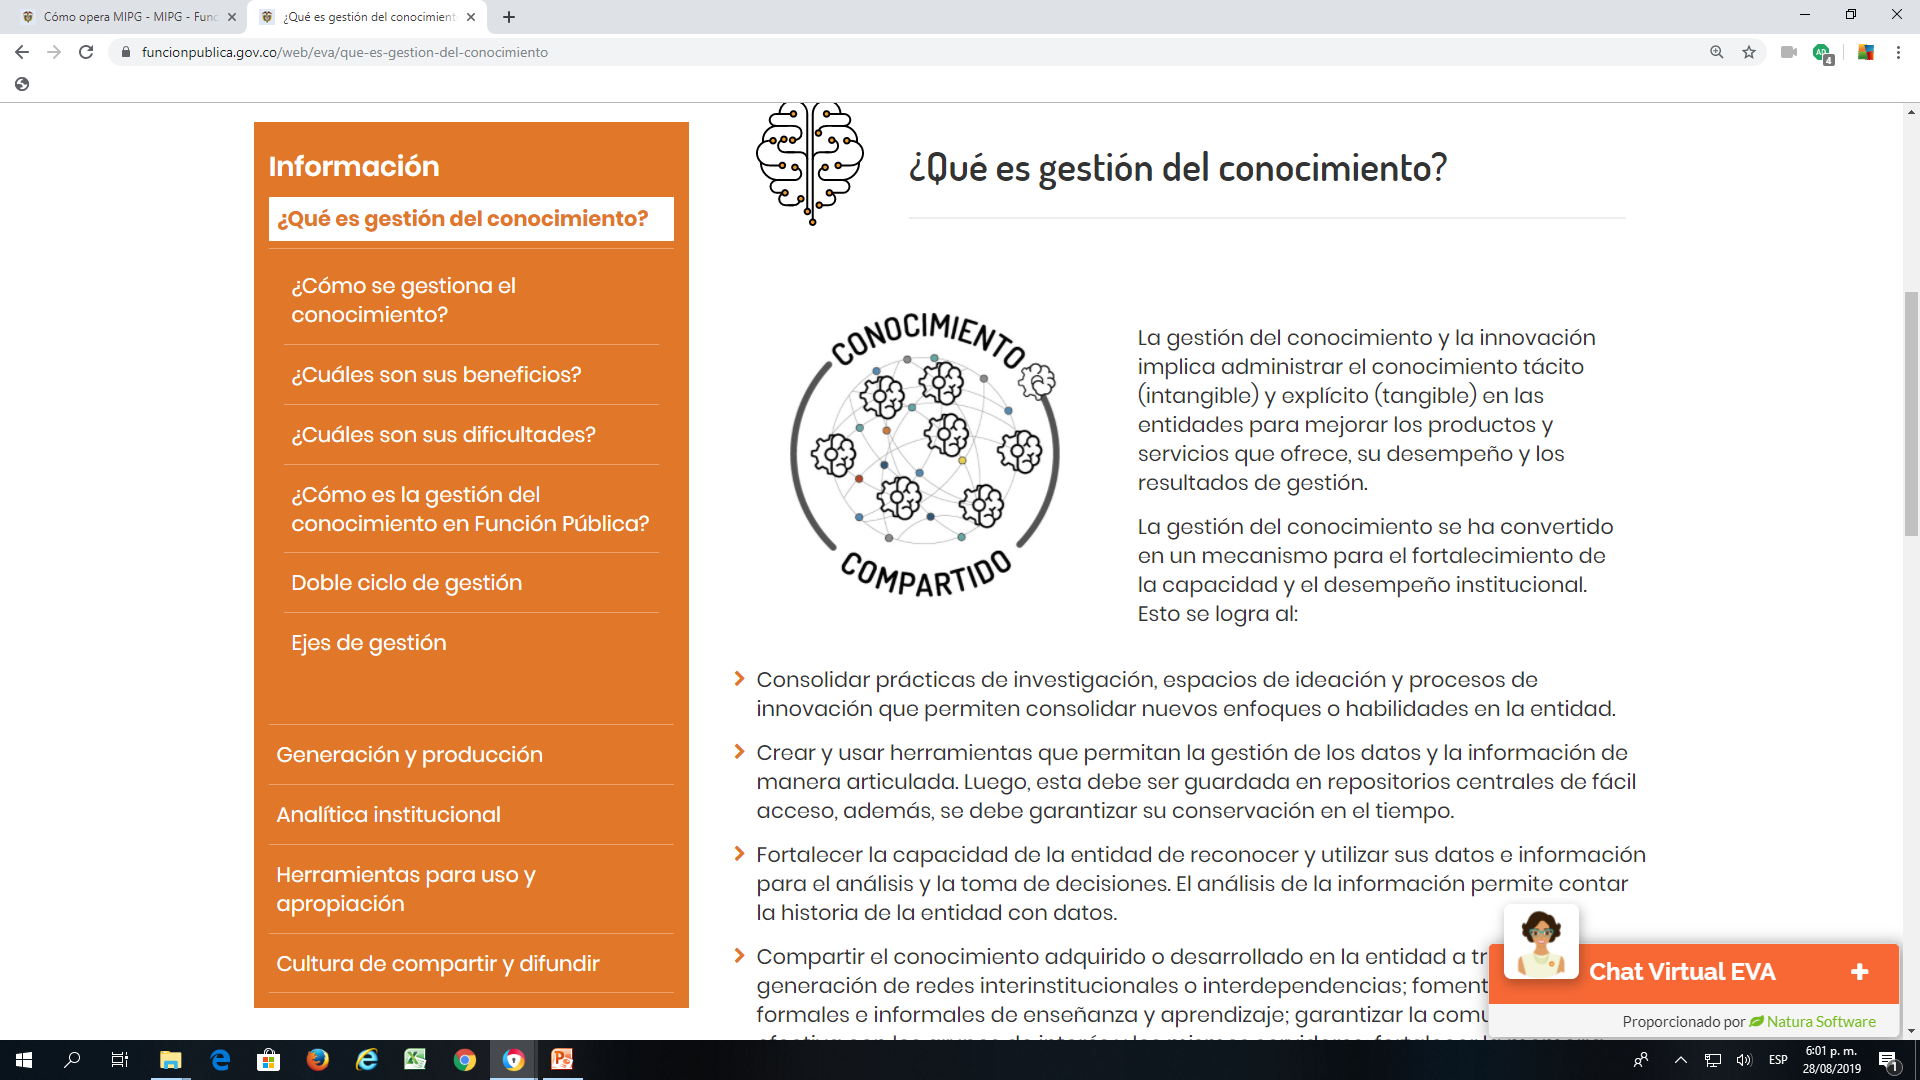 Cómo opera MIPG - MIPG - Func
¿Qué es gestión del conocimient
funcionpublica.gov.co/web/eva/que-es-gestion-del-conocimiento
4
Información
¿Qué es gestión del conocimiento?
¿Cómo se gestiona el
conocimiento?
¿Cuáles son sus beneficios?
¿Cuáles son sus dificultades?
¿Cómo es la gestión del
conocimiento en Función Pública?
Doble ciclo de gestión
Ejes de gestión
Generación y producción
Analítica institucional
Herramientas para uso y
apropiación
Cultura de compartir y difundir
¿Qué es gestión del conocimiento?
CONOCIMIENTO
COMPARTIDO
La gestión del conocimiento y la innovación
implica administrar el conocimiento tácito
(intangible) y explícito (tangible) en las
entidades para mejorar los productos y
servicios que ofrece, su desempeño y los
resultados de gestión.
La gestión del conocimiento se ha convertido
en un mecanismo para el fortalecimiento de
la capacidad y el desempeño institucional.
Esto se logra al:
Consolidar prácticas de investigación, espacios de ideación y procesos de
innovación que permiten consolidar nuevos enfoques o habilidades en la entidad.
Crear y usar herramientas que permitan la gestión de los datos y la información de
manera articulada. Luego, esta debe ser guardada en repositorios centrales de fácil
acceso, además, se debe garantizar su conservación en el tiempo.
Fortalecer la capacidad de la entidad de reconocer y utilizar sus datos e información
para el análisis y la toma de decisiones. El análisis de la información permite contar
la historia de la entidad con datos.
Compartir el conocimiento adquirido o desarrollado en la entidad a tr
generación de redes interinstitucionales o interdependencias; foment
formales e informales de enseñanza y aprendizaje; garantizar la comu
Chat Virtual EVA
Proporcionado por Natura Software
ESP
6:01 p. m.
28/08/2019
1